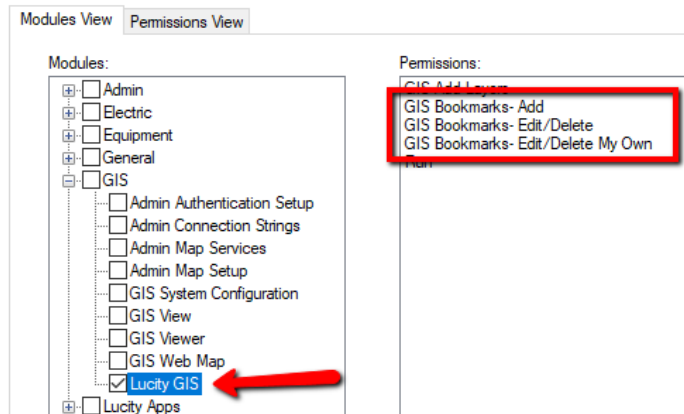 Modules View Permissions View
Modules:
Admin
Electric
Equipment
General
GIS
Admin Authentication Setup
Admin Connection Strings
Admin Map Services
Admin Map Setup
GIS System Configuration
GIS View
GIS Viewer
GIS Web Map
Lucity GIS
Lucity Apps
Permissions:
GIS Add Layers
GIS Bookmarks- Add
GIS Bookmarks- Edit/Delete
GIS Bookmarks- Edit/Delete My Own
Run